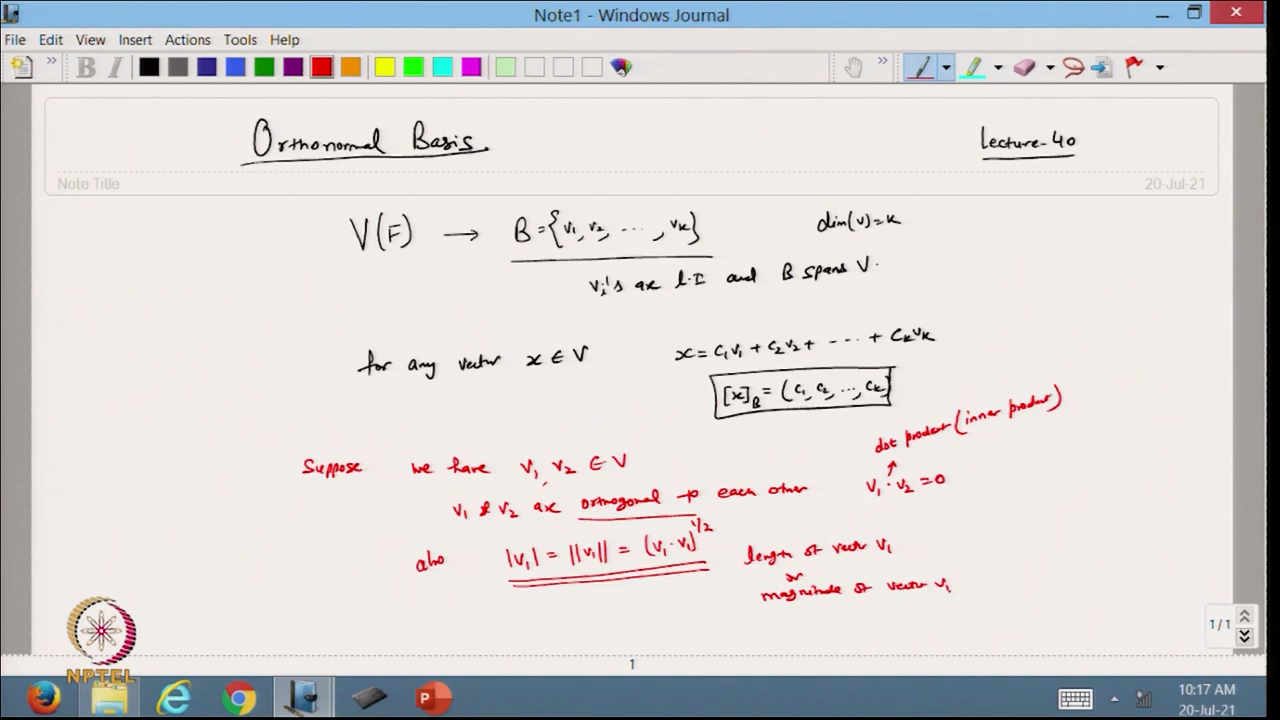 Note1 - Windows Journal
File Edit View Insert Actions Tools Help
Orthonormal Basis
Lecture-40
Note Title
20-Jul-21
V(F) → B = {v₁, v₂, ..., vₖ} dim(V) = k
vᵢ's are l.I and B spans V.
for any vector x ∈ V x = c₁v₁ + c₂v₂ + --- + cₖvₖ
[x]_B = (c₁, c₂, ..., cₖ)
dot product (inner product)
Suppose we have v₁, v₂ ∈ V
v₁ & v₂ are orthogonal to each other v₁ · v₂ = 0
also |v₁| = ||v₁|| = (v₁ · v₁)^1/2 length of vector v₁
or
magnitude of vector v₁
1 / 1
NPTEL
1
10:17 AM
20-Jul-21